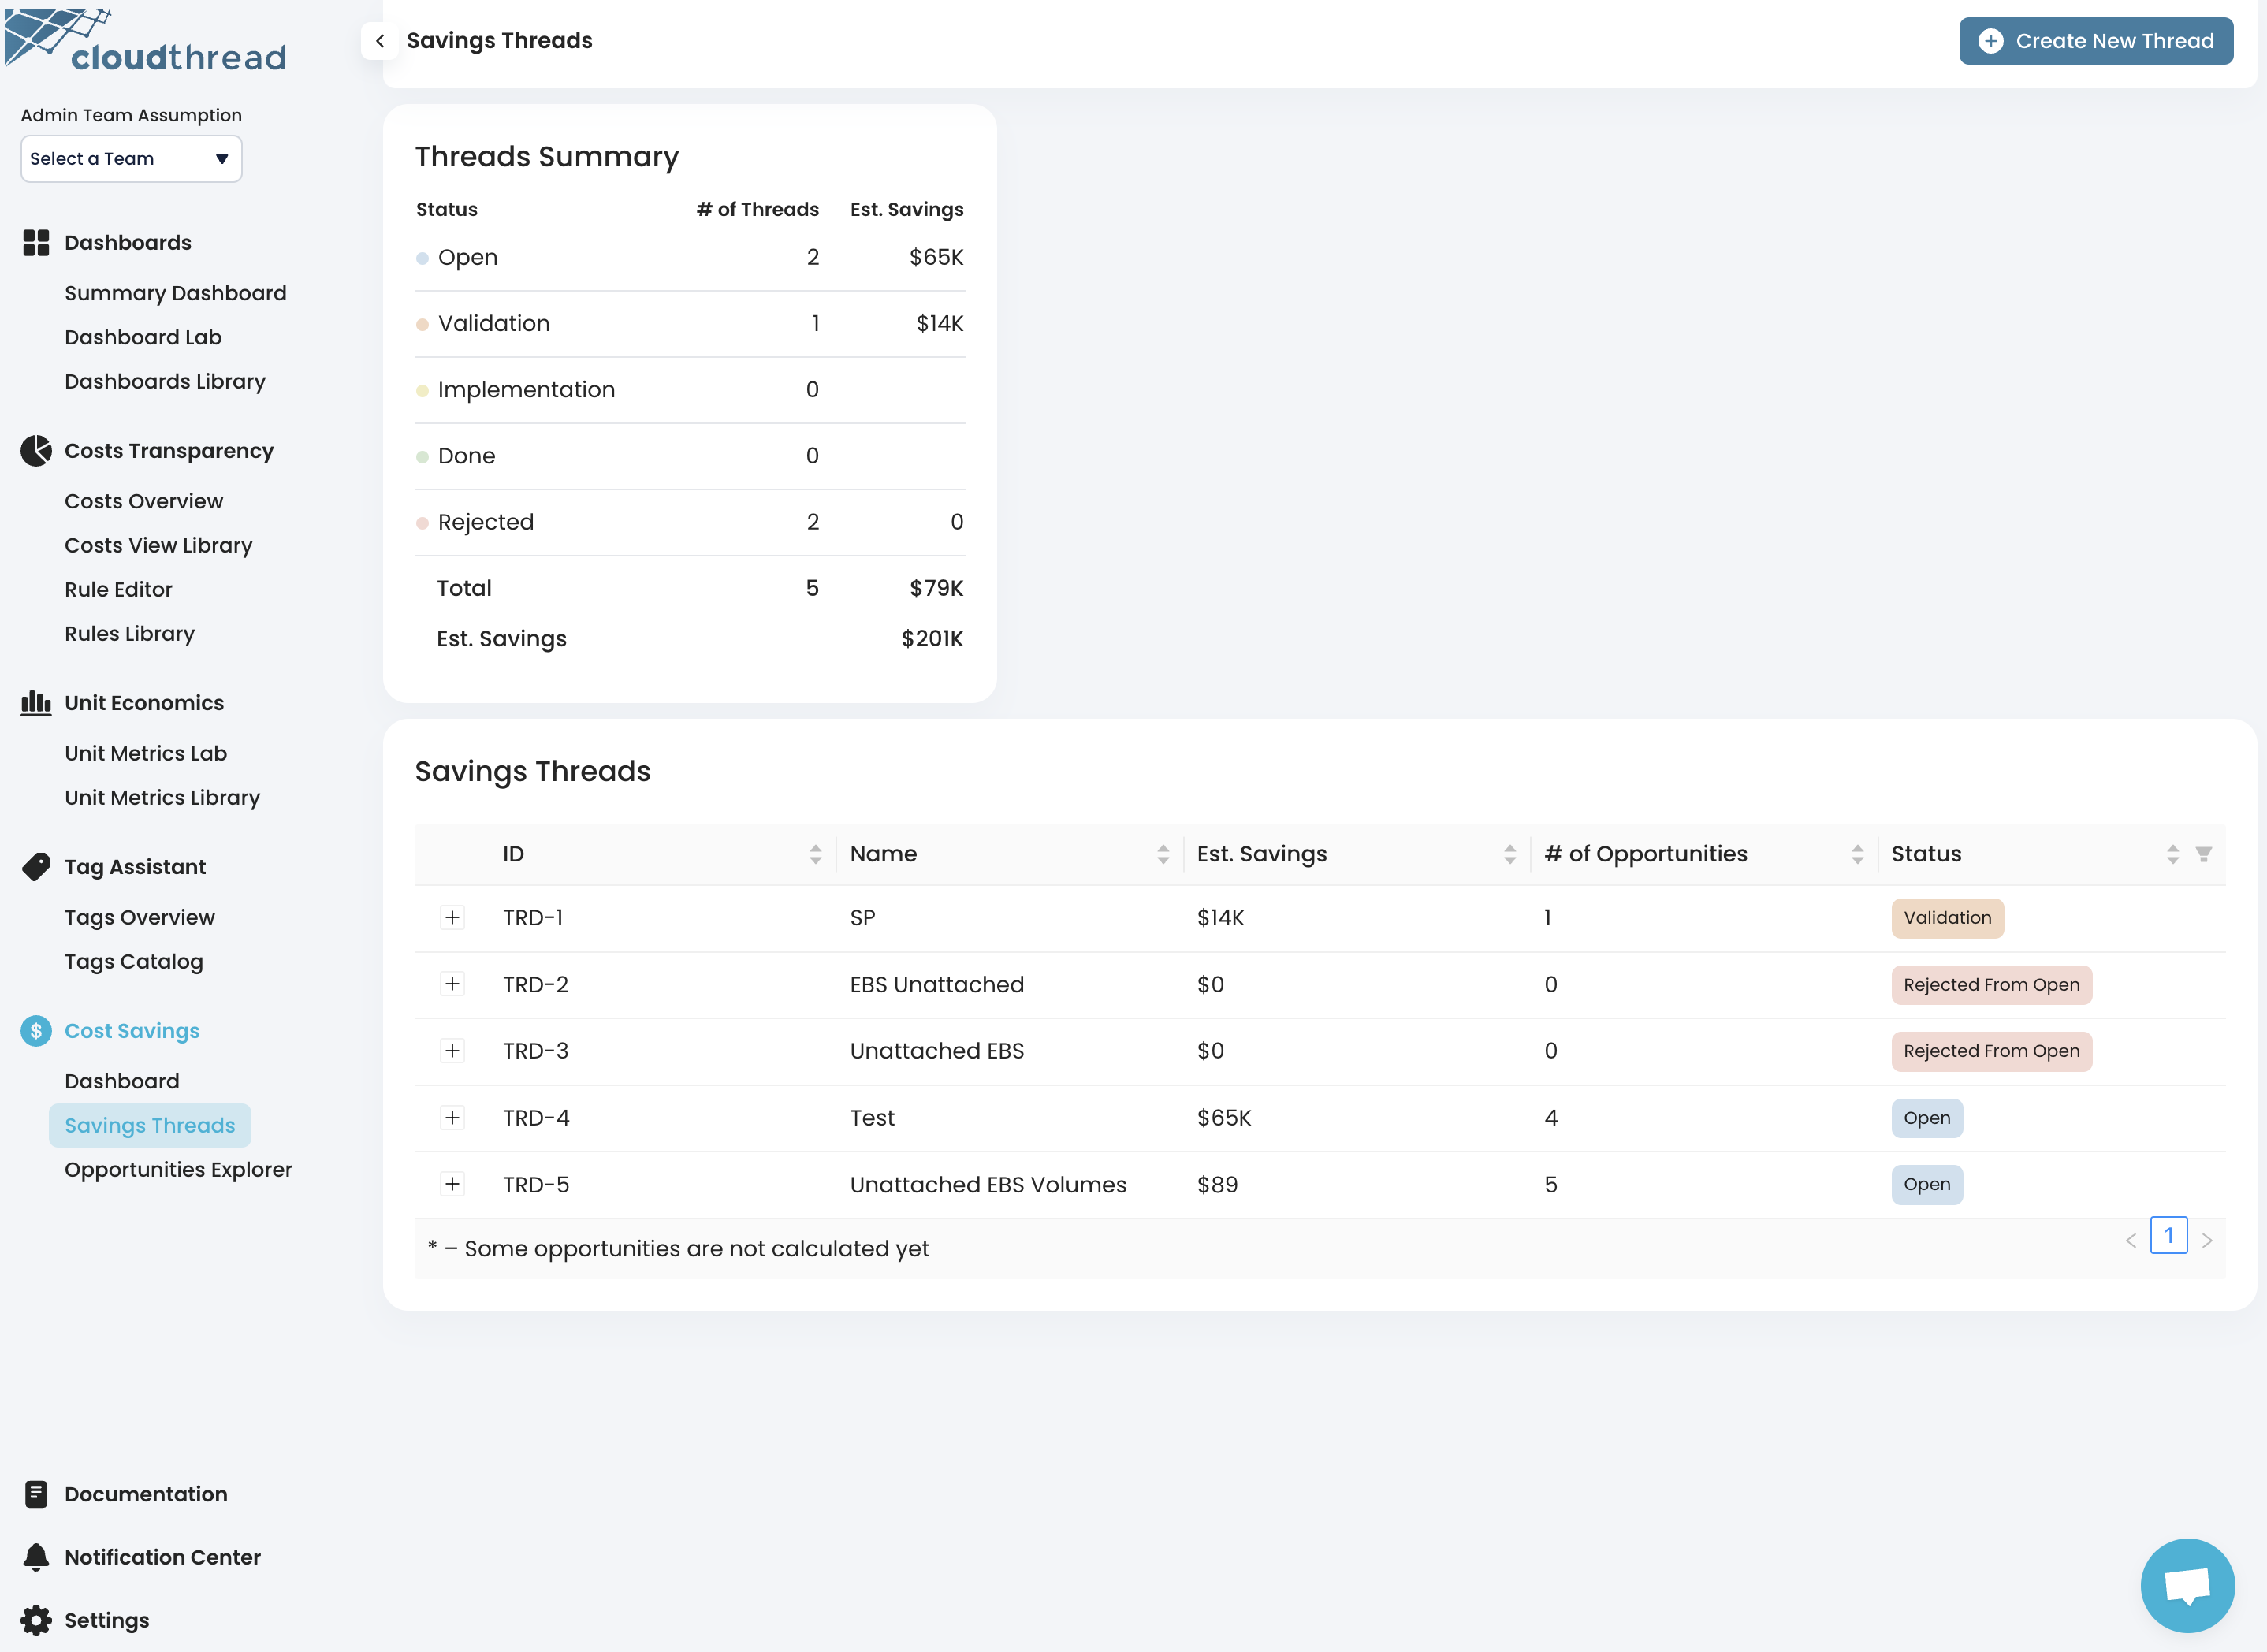 cloudthread
Admin Team Assumption
Select a Team
Dashboards
Summary Dashboard
Dashboard Lab
Dashboards Library
Costs Transparency
Costs Overview
Costs View Library
Rule Editor
Rules Library
Unit Economics
Unit Metrics Lab
Unit Metrics Library
Tag Assistant
Tags Overview
Tags Catalog
$ Cost Savings
Dashboard
Savings Threads
Opportunities Explorer
Documentation
Notification Center
Settings
Savings Threads
Create New Thread
Threads Summary
Status # of Threads Est. Savings
Open 2 $65K
Validation 1 $14K
Implementation 0
Done 0
Rejected 2 0
Total 5 $79K
Est. Savings $201K
Savings Threads
ID Name Est. Savings # of Opportunities Status
+ TRD-1 SP $14K 1 Validation
+ TRD-2 EBS Unattached $0 0 Rejected From Open
+ TRD-3 Unattached EBS $0 0 Rejected From Open
+ TRD-4 Test $65K 4 Open
+ TRD-5 Unattached EBS Volumes $89 5 Open
* – Some opportunities are not calculated yet
< 1 >